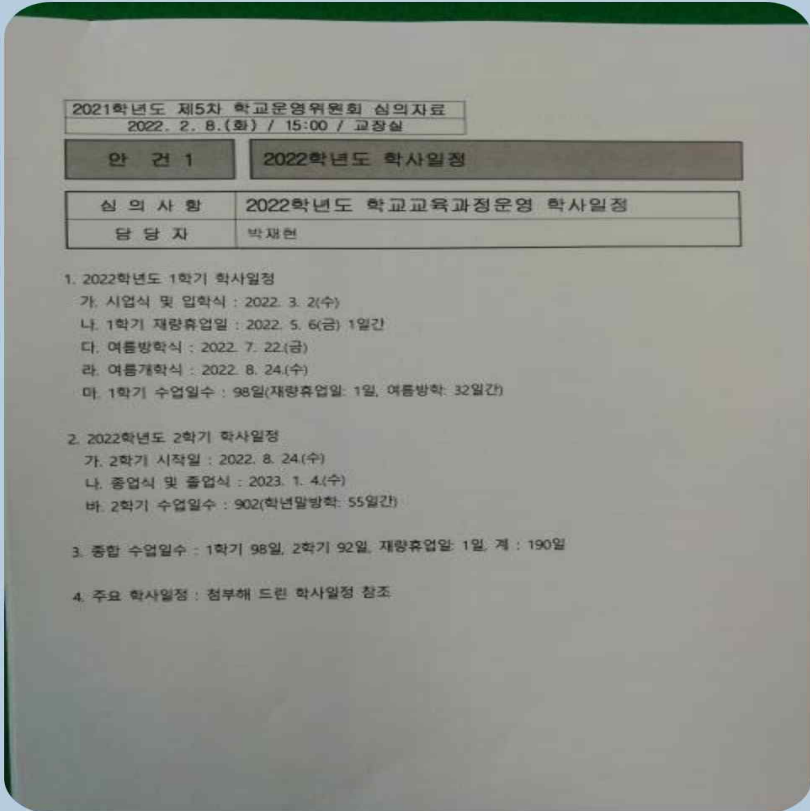 2021학년도 제5차 학교운영위원회 심의자료
2022. 2. 8.(화) / 15:00 / 교장실
안 건 1 2022학년도 학사일정
심 의 사 항 2022학년도 학교교육과정운영 학사일정
담 당 자 박재현
1. 2022학년도 1학기 학사일정
가. 시업식 및 입학식 : 2022. 3. 2(수)
나. 1학기 재량휴업일 : 2022. 5. 6(금) 1일간
다. 여름방학식 : 2022. 7. 22.(금)
라. 여름개학식 : 2022. 8. 24.(수)
마. 1학기 수업일수 : 98일(재량휴업일: 1일, 여름방학: 32일간)
2. 2022학년도 2학기 학사일정
가. 2학기 시작일 : 2022. 8. 24.(수)
나. 종업식 및 졸업식 : 2023. 1. 4.(수)
바. 2학기 수업일수 : 902(학년말방학: 55일간)
3. 종합 수업일수 : 1학기 98일, 2학기 92일, 재량휴업일: 1일, 계 : 190일
4. 주요 학사일정 : 첨부해 드린 학사일정 참조